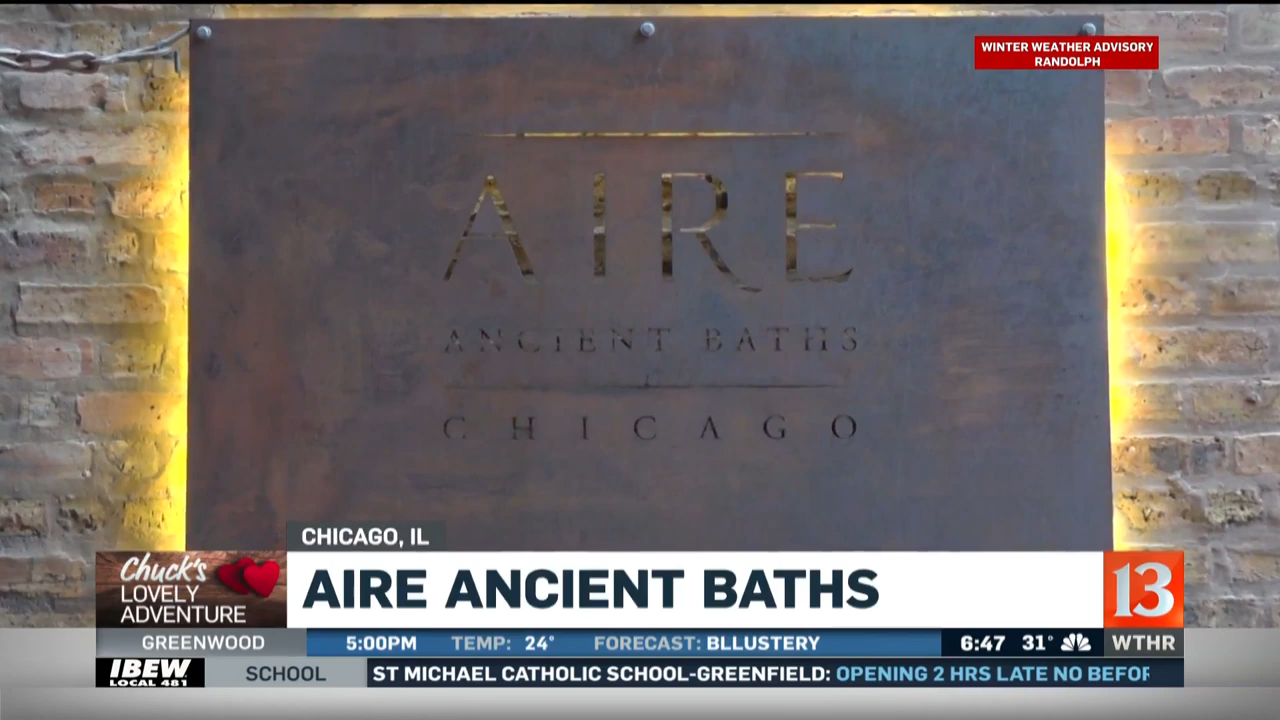 WINTER WEATHER ADVISORY
RANDOLPH
AIRE
ANCIENT BATHS
CHICAGO
CHICAGO, IL
Chuck's
LOVELY
ADVENTURE
AIRE ANCIENT BATHS
13
GREENWOOD 5:00PM TEMP: 24° FORECAST: BLLUSTERY 6:47 31° WTHR
IBEW
LOCAL 481
SCHOOL ST MICHAEL CATHOLIC SCHOOL-GREENFIELD: OPENING 2 HRS LATE NO BEFOR